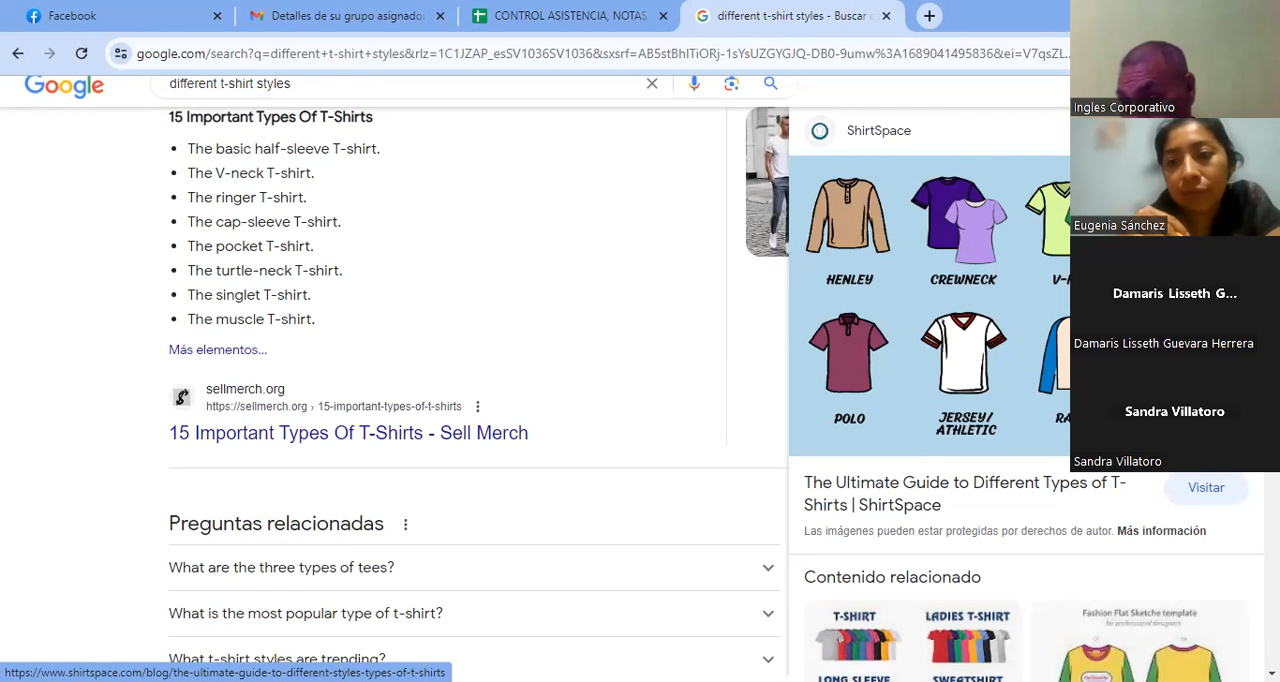 Facebook
Detalles de su grupo asignado
CONTROL ASISTENCIA, NOTAS
different t-shirt styles - Buscar c
google.com/search?q=different+t-shirt+styles&rlz=1C1JZAP_esSV1036SV1036&sxsrf=AB5stBhITiORj-1sYsUZGYGJQ-DB0-9umw%3A1689041495836&ei=V7qsZL...
Google
different t-shirt styles
15 Important Types Of T-Shirts
The basic half-sleeve T-shirt.
The V-neck T-shirt.
The ringer T-shirt.
The cap-sleeve T-shirt.
The pocket T-shirt.
The turtle-neck T-shirt.
The singlet T-shirt.
The muscle T-shirt.
Más elementos...
sellmerch.org
https://sellmerch.org › 15-important-types-of-t-shirts
15 Important Types Of T-Shirts - Sell Merch
Preguntas relacionadas
What are the three types of tees?
What is the most popular type of t-shirt?
What t-shirt styles are trending?
https://www.shirtspace.com/blog/the-ultimate-guide-to-different-styles-types-of-t-shirts
ShirtSpace
HENLEY
CREWNECK
V-
POLO
JERSEY/
ATHLETIC
RA
The Ultimate Guide to Different Types of T-
Shirts | ShirtSpace
Visitar
Las imágenes pueden estar protegidas por derechos de autor. Más información
Contenido relacionado
T-SHIRT
LADIES T-SHIRT
LONG SLEEVE
SWEATSHIRT
Fashion Flat Sketche template
for professional designers
Ingles Corporativo
Eugenia Sánchez
Damaris Lisseth G...
Damaris Lisseth Guevara Herrera
Sandra Villatoro
Sandra Villatoro